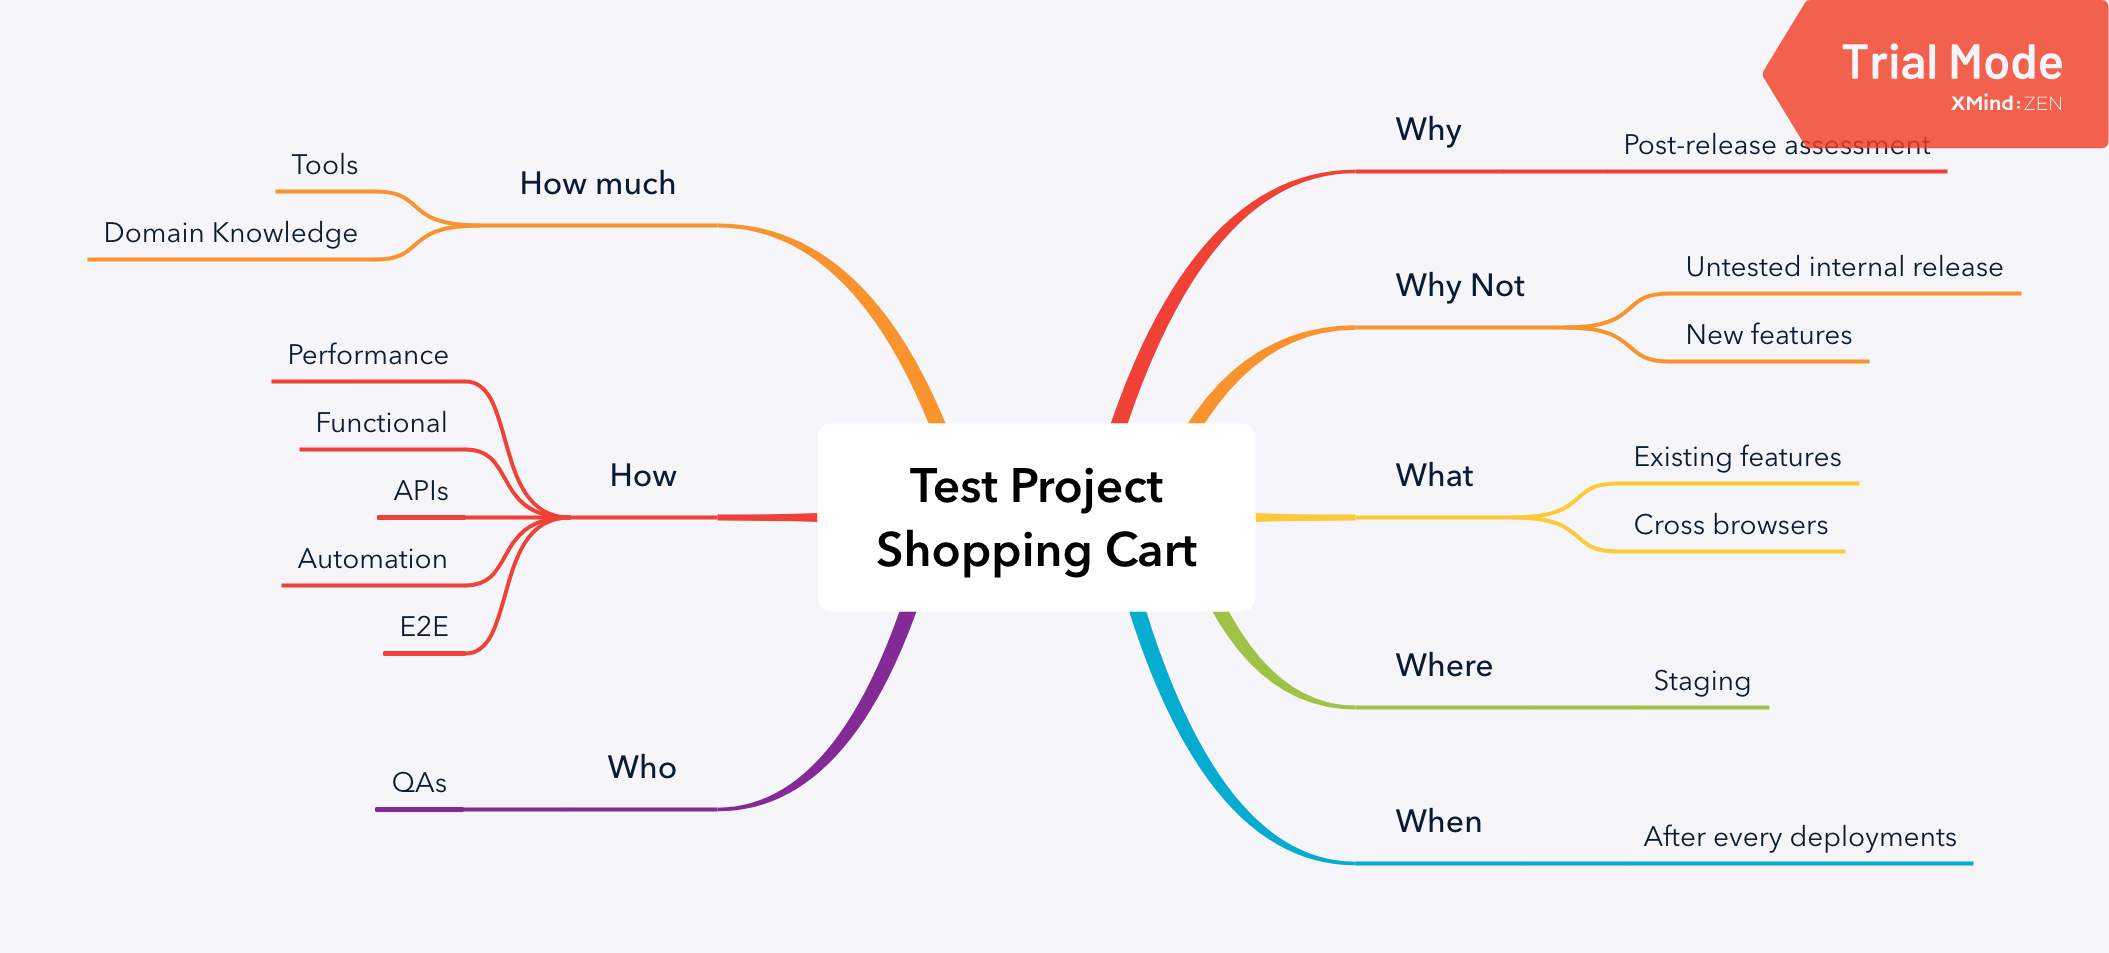 Trial Mode
XMind:ZEN
Test Project
Shopping Cart
Why
Post-release assessment
Why Not
Untested internal release
New features
What
Existing features
Cross browsers
Where
Staging
When
After every deployments
How much
Tools
Domain Knowledge
How
Performance
Functional
APIs
Automation
E2E
Who
QAs